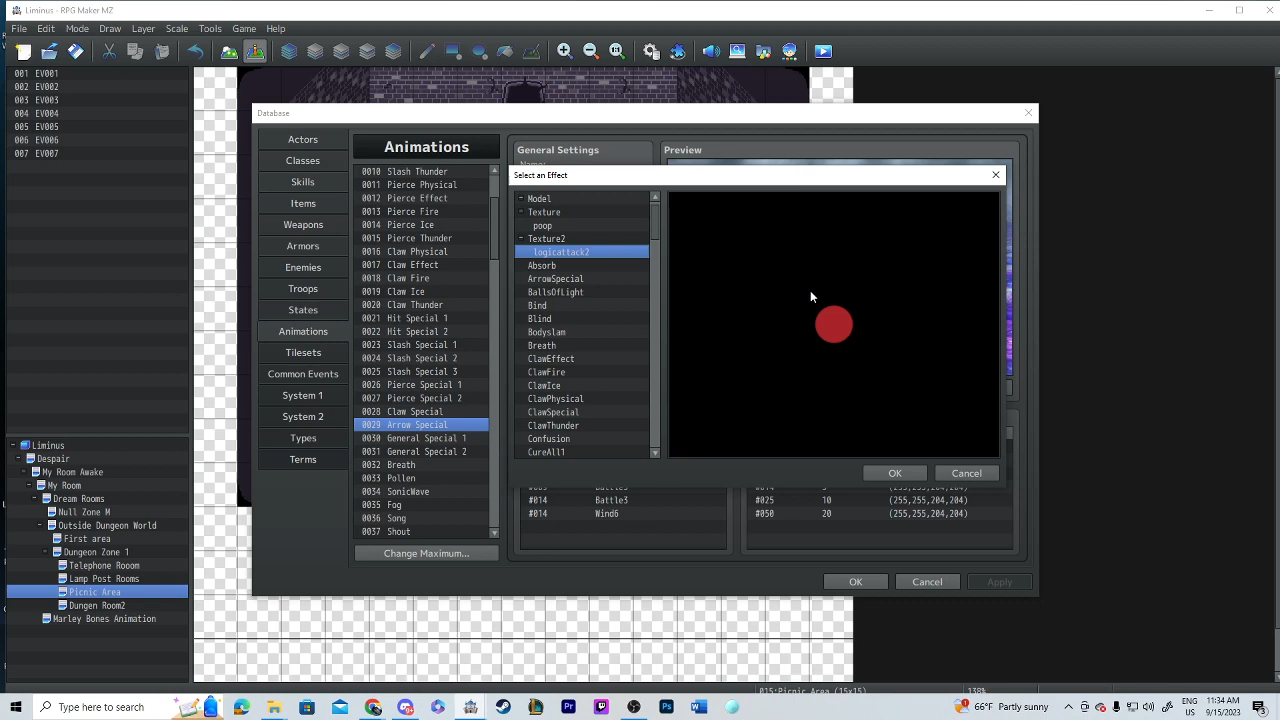 Liminus - RPG Maker MZ
File Edit Mode Draw Layer Scale Tools Game Help
001 EV001
002 EV002
003 EV003
004 EV004
005 EV005
006 EV006
007 EV007
Liminus
Despair
My Room Awake
My Room
Dream Rooms
Null Zone M
Outside Dungeon World
First area
Dungeon Zone 1
Telephone Rooom
Lamp Post Rooms
Picnic Area
Marley Bones Animation
Database
Actors
Classes
Skills
Items
Weapons
Armors
Enemies
Troops
States
Animations
Tilesets
Common Events
System 1
System 2
Types
Terms
Animations
0010 Slash Thunder
0011 Pierce Physical
0012 Pierce Effect
0013 Pierce Fire
0014 Pierce Ice
0015 Pierce Thunder
0016 Claw Physical
0017 Claw Effect
0018 Claw Fire
0019 Claw Ice
0020 Claw Thunder
0021 Hit Special 1
0022 Hit Special 2
0023 Slash Special 1
0024 Slash Special 2
0025 Slash Special 3
0026 Pierce Special 1
0027 Pierce Special 2
0028 Claw Special
0029 Arrow Special
0030 General Special 1
0031 General Special 2
0032 Breath
0033 Pollen
0034 SonicWave
0035 Fog
0036 Song
0037 Shout
Change Maximum...
General Settings
Preview
Select an Effect
Model
Texture
poop
Texture2
logicattack2
Absorb
ArrowSpecial
BallsOfLight
Bind
Blind
Bodyslam
Breath
ClawEffect
ClawFire
ClawIce
ClawPhysical
ClawSpecial
ClawThunder
Confusion
CureAll1
OK Cancel
#014 Battle3 #025 10 (255,255,204,204)
#014 Wind6 #050 20 (255,255,204,204)
OK Cancel Apply
015:Picnic Area (15x15) 138%
Type here to search
66°F Partly sunny
11:34 AM
9/15/2023